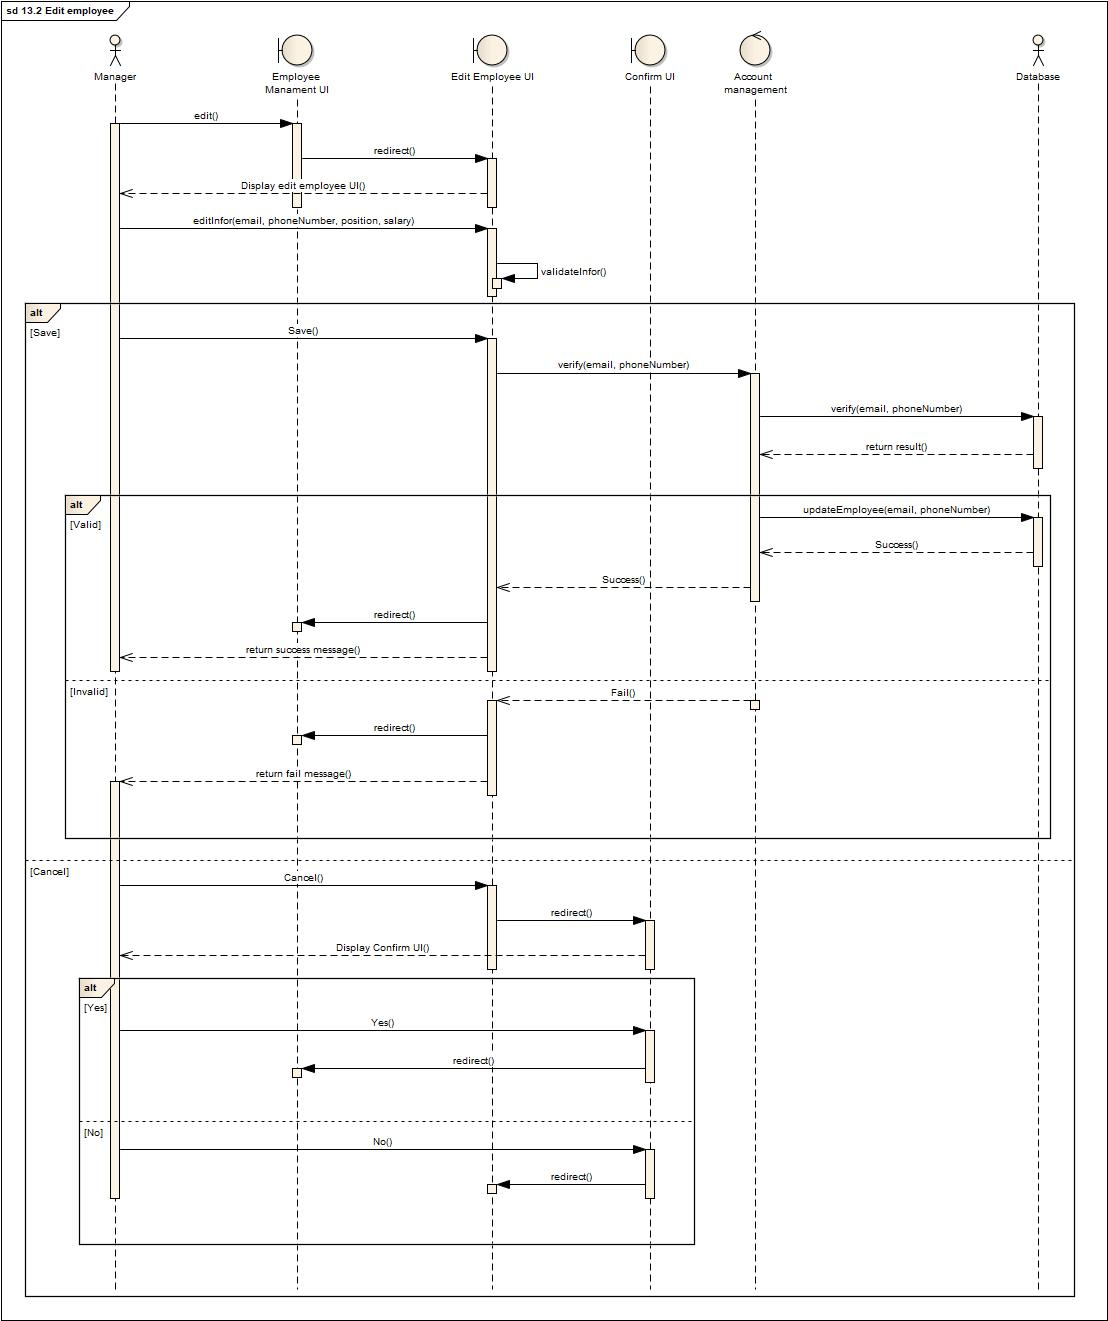 sd 13.2 Edit employee
Manager
Employee
Manament UI
Edit Employee UI
Confirm UI
Account
management
Database
edit()
redirect()
Display edit employee UI()
editInfor(email, phoneNumber, position, salary)
validateInfor()
alt
[Save]
Save()
verify(email, phoneNumber)
verify(email, phoneNumber)
return result()
alt
[Valid]
updateEmployee(email, phoneNumber)
Success()
Success()
redirect()
return success message()
[Invalid]
Fail()
redirect()
return fail message()
[Cancel]
Cancel()
redirect()
Display Confirm UI()
alt
[Yes]
Yes()
redirect()
[No]
No()
redirect()